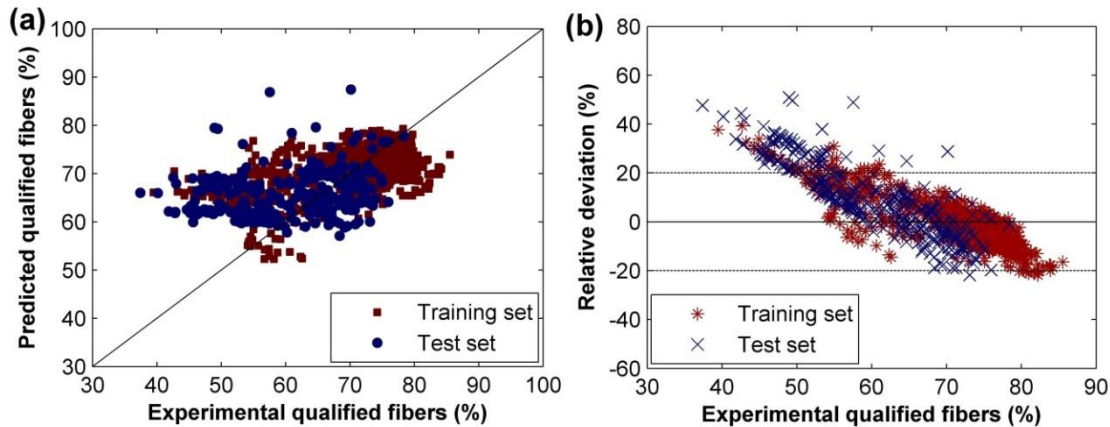 (a)
100
90
80
70
60
50
40
30
Predicted qualified fibers (%)
Training set
Test set
30 40 50 60 70 80 90 100
Experimental qualified fibers (%)
(b)
80
60
40
20
0
-20
-40
-60
Relative deviation (%)
Training set
Test set
30 40 50 60 70 80 90
Experimental qualified fibers (%)